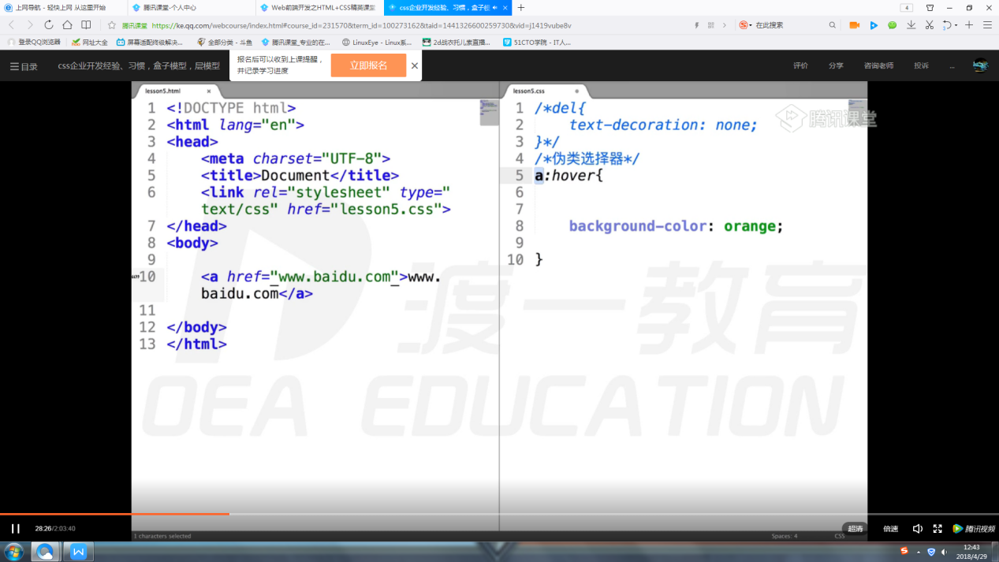 上网导航 - 轻快上网 从这里开始
腾讯课堂-个人中心
Web前端开发之HTML+CSS精英课堂
css企业开发经验、习惯，盒子模
4
腾讯课堂 https://ke.qq.com/webcourse/index.html#course_id=231570&term_id=100273162&taid=1441326600259730&vid=j1419vube8v
在此搜索
登录QQ浏览器
网址大全
屏幕适配终级解决...
全部分类 - 斗鱼
腾讯课堂_专业的在...
LinuxEye - Linux系...
2d战衣托儿索直播...
51CTO学院 - IT人...
目录
css企业开发经验、习惯，盒子模型，层模型
报名后可以收到上课提醒，
并记录学习进度
立即报名
评价
分享
咨询老师
投诉
...
lesson5.html
1 <!DOCTYPE html>
2 <html lang="en">
3 <head>
4 <meta charset="UTF-8">
5 <title>Document</title>
6 <link rel="stylesheet" type="
text/css" href="lesson5.css">
7 </head>
8 <body>
9
10 <a href="www.baidu.com">www.
baidu.com</a>
11
12 </body>
13 </html>
lesson5.css
1 /*del{
2 text-decoration: none;
3 }*/
4 /*伪类选择器*/
5 a:hover{
6
7
8 background-color: orange;
9
10 }
腾讯课堂
渡一教育
DEA EDUCATION
28:26/2:03:40
1 characters selected
Spaces: 4
CSS
超清
倍速
腾讯视频
12:43
2018/4/29